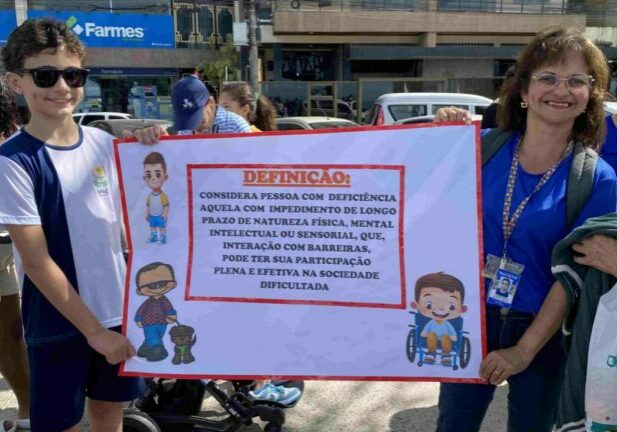 Farmes
DEFINIÇÃO:
CONSIDERA PESSOA COM DEFICIÊNCIA
AQUELA COM IMPEDIMENTO DE LONGO
PRAZO DE NATUREZA FÍSICA, MENTAL
INTELECTUAL OU SENSORIAL, QUE,
INTERAÇÃO COM BARREIRAS,
PODE TER SUA PARTICIPAÇÃO
PLENA E EFETIVA NA SOCIEDADE
DIFICULTADA